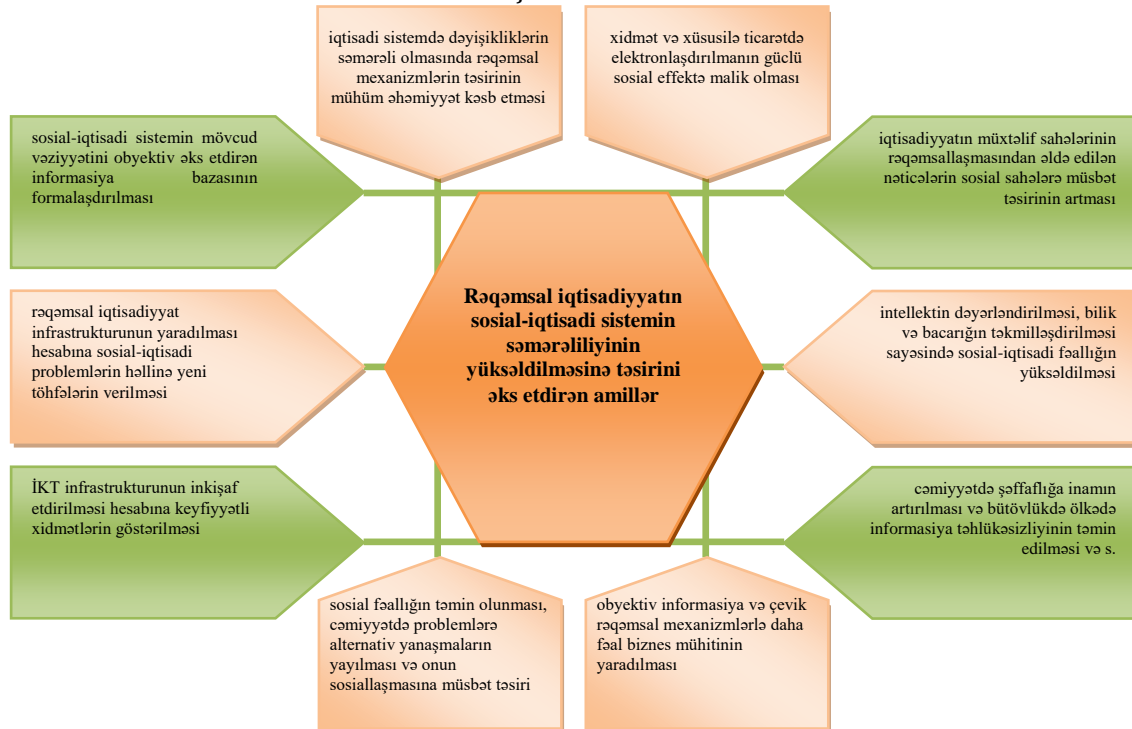 iqtisadi sistemdə dəyişikliklərin
səmərəli olmasında rəqəmsal
mexanizmlərin təsirinin
mühüm əhəmiyyət kəsb etməsi
xidmət və xüsusilə ticarətdə
elektronlaşdırılmanın güclü
sosial effektə malik olması
sosial-iqtisadi sistemin mövcud
vəziyyətini obyektiv əks etdirən
informasiya bazasının
formalaşdırılması
iqtisadiyyatın müxtəlif sahələrinin
rəqəmsallaşmasından əldə edilən
nəticələrin sosial sahələrə müsbət
təsirinin artması
rəqəmsal iqtisadiyyat
infrastrukturunun yaradılması
hesabına sosial-iqtisadi
problemlərin həllinə yeni
töhfələrin verilməsi
Rəqəmsal iqtisadiyyatın
sosial-iqtisadi sistemin
səmərəliliyinin
yüksəldilməsinə təsirini
əks etdirən amillər
intellektin dəyərləndirilməsi, bilik
və bacarığın təkmilləşdirilməsi
sayəsində sosial-iqtisadi fəallığın
yüksəldilməsi
İKT infrastrukturunun inkişaf
etdirilməsi hesabına keyfiyyətli
xidmətlərin göstərilməsi
cəmiyyətdə şəffaflığa inamın
artırılması və bütövlükdə ölkədə
informasiya təhlükəsizliyinin təmin
edilməsi və s.
sosial fəallığın təmin olunması,
cəmiyyətdə problemlərə
alternativ yanaşmaların
yayılması və onun
sosiallaşmasına müsbət təsiri
obyektiv informasiya və çevik
rəqəmsal mexanizmlərlə daha
fəal biznes mühitinin
yaradılması